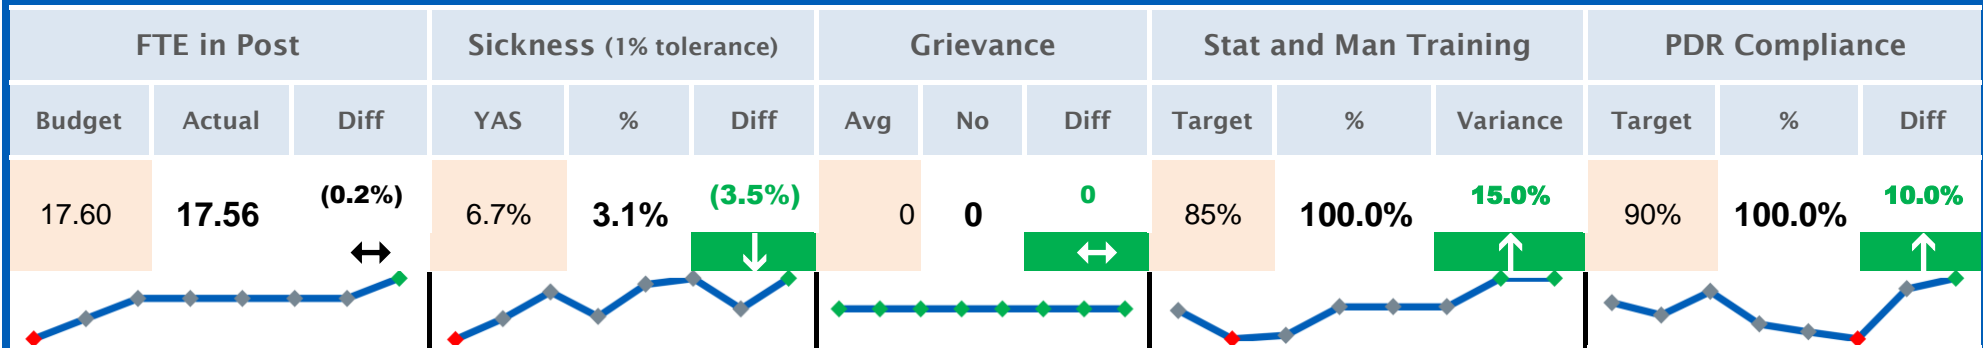 FTE in Post Sickness (1% tolerance) Grievance Stat and Man Training PDR Compliance
Budget Actual Diff YAS % Diff Avg No Diff Target % Variance Target % Diff
17.60 17.56 (0.2%) 6.7% 3.1% (3.5%) 0 0 0 85% 100.0% 15.0% 90% 100.0% 10.0%